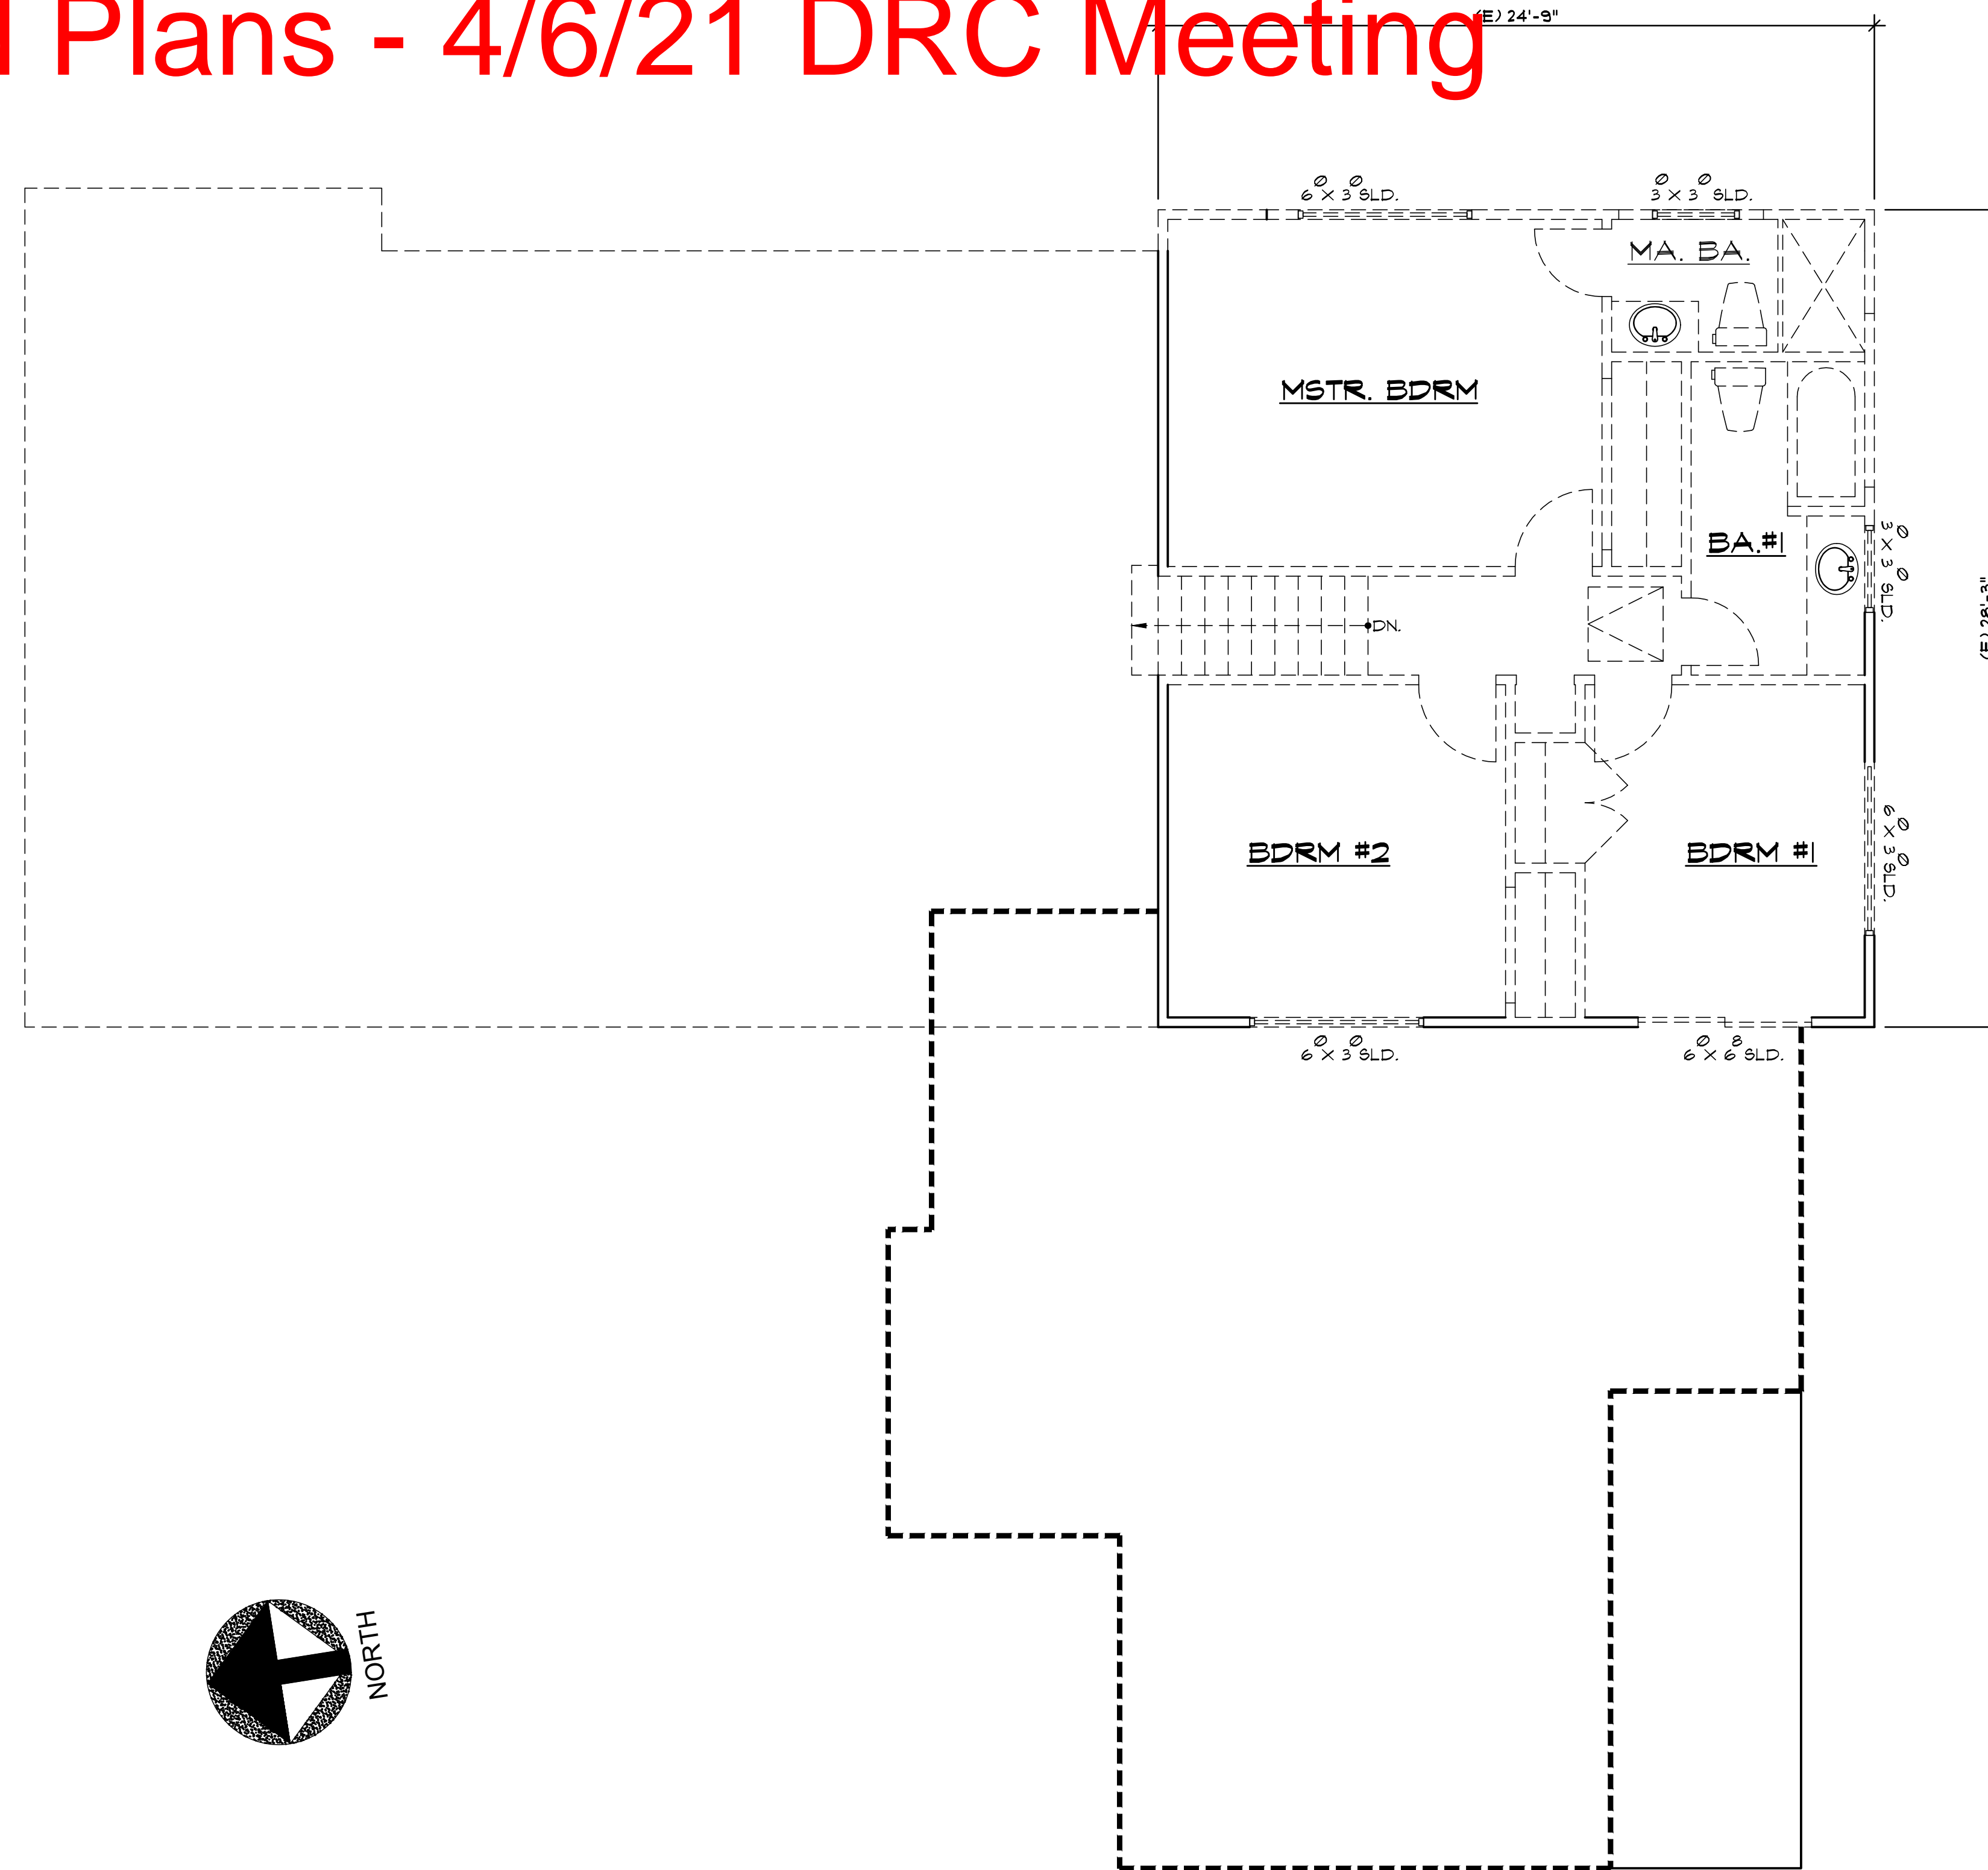 l Plans - 4/6/21 DRC Meeting
(E) 24'-9"
6⁰ X 3⁰ SLD.
3⁰ X 3⁰ SLD.
MA. BA.
MSTR. BDRM
BA.#1
3⁰ X 3⁰ SLD.
(E) 28'-3"
DN.
BDRM #2
BDRM #1
6⁰ X 3⁰ SLD.
6⁰ X 3⁰ SLD.
6⁰ X 6⁸ SLD.
NORTH